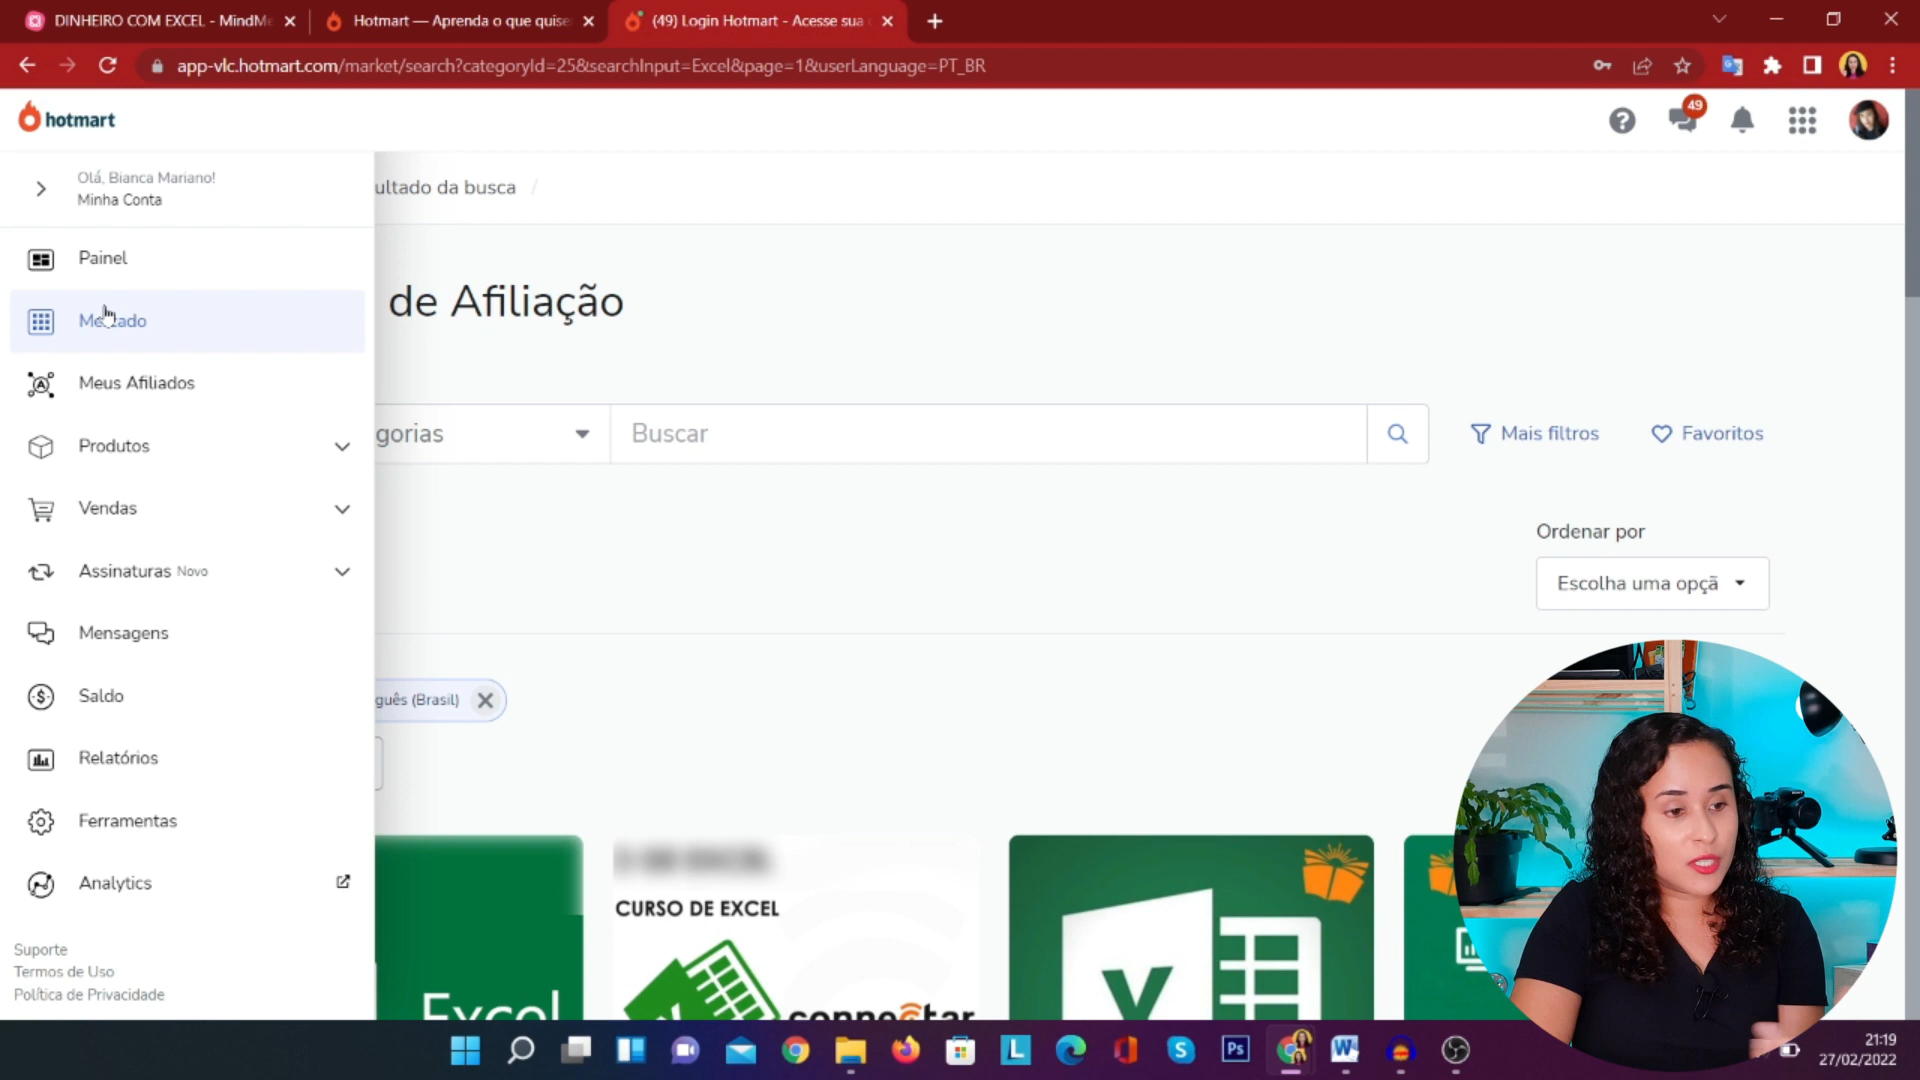 DINHEIRO COM EXCEL - MindMe
Hotmart — Aprenda o que quise
(49) Login Hotmart - Acesse sua
app-vlc.hotmart.com/market/search?categoryId=25&searchInput=Excel&page=1&userLanguage=PT_BR
hotmart
49
Olá, Bianca Mariano!
Minha Conta
ultado da busca /
Painel
de Afiliação
Mercado
Meus Afiliados
gorias
Buscar
Mais filtros
Favoritos
Produtos
Vendas
Ordenar por
Escolha uma opçã
Assinaturas Novo
Mensagens
Saldo
guês (Brasil)
Relatórios
Ferramentas
Analytics
CURSO DE EXCEL
Excel
connectar
Suporte
Termos de Uso
Política de Privacidade
L
S
Ps
W
21:19
27/02/2022